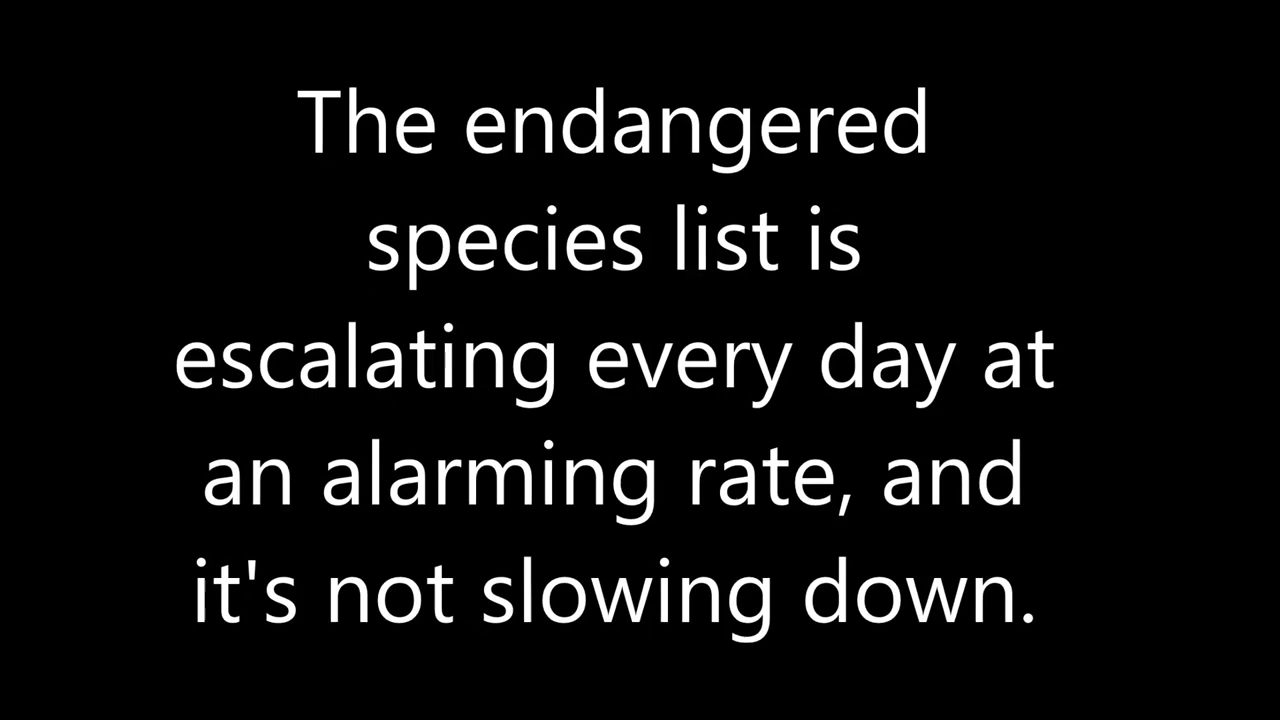 The endangered
species list is
escalating every day at
an alarming rate, and
it's not slowing down.